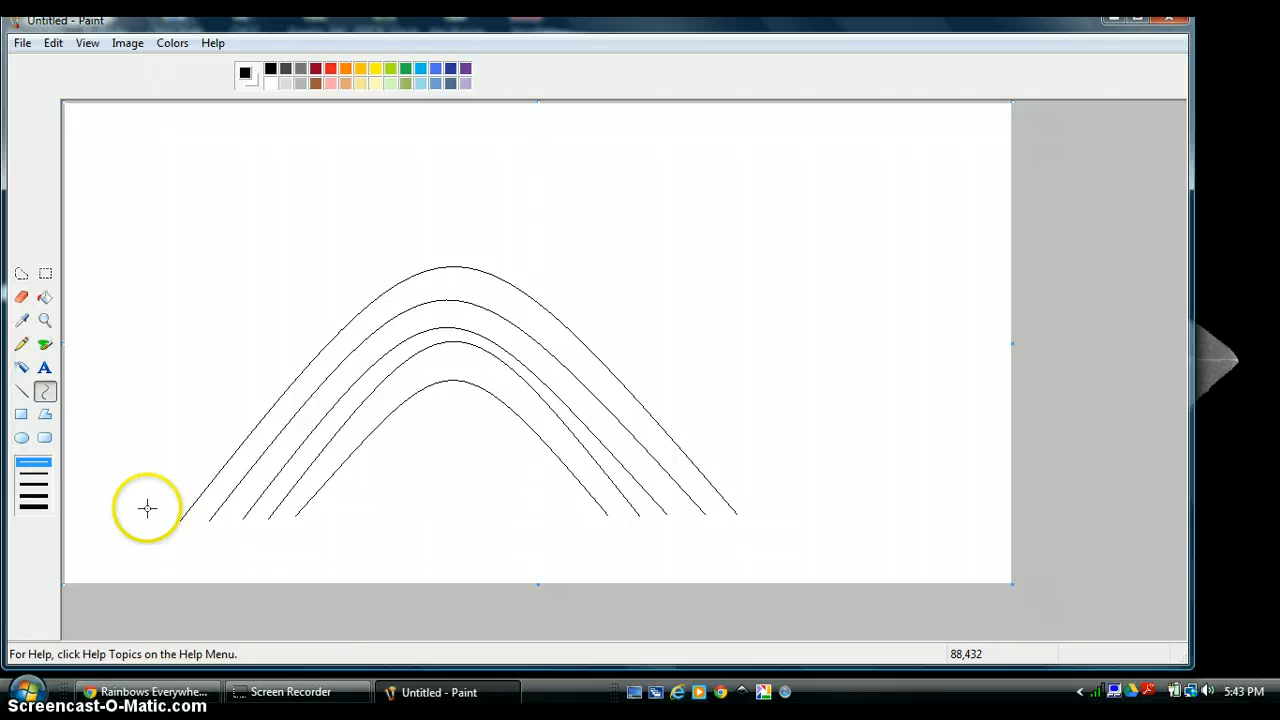 Untitled - Paint
File Edit View Image Colors Help
A
For Help, click Help Topics on the Help Menu.
88,432
Rainbows Everywhe...
Screen Recorder
Untitled - Paint
5:43 PM
Screencast-O-Matic.com